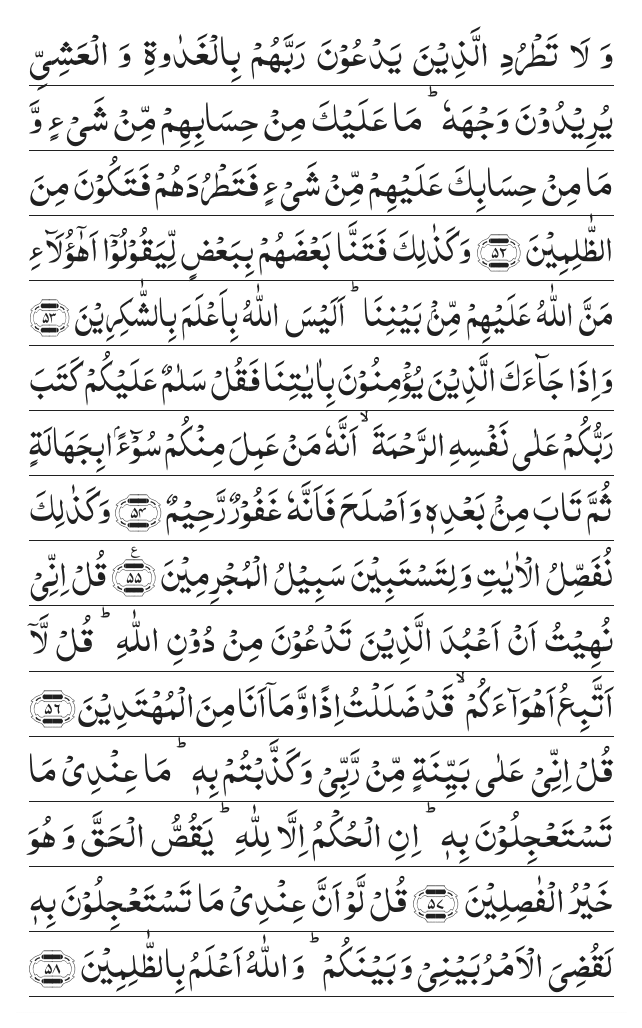 وَ لَا تَطۡرُدِ الَّذِیۡنَ یَدۡعُوۡنَ رَبَّهُمۡ بِالۡغَدٰوةِ وَ الۡعَشِیِّ
یُرِیۡدُوۡنَ وَجۡهَهٗ ؕ مَا عَلَیۡكَ مِنۡ حِسَابِهِمۡ مِّنۡ شَیۡءٍ وَّ
مَا مِنۡ حِسَابِكَ عَلَیۡهِمۡ مِّنۡ شَیۡءٍ فَتَطۡرُدَهُمۡ فَتَكُوۡنَ مِنَ
الظّٰلِمِیۡنَ ﴿۵۲﴾ وَكَذٰلِكَ فَتَنَّا بَعۡضَهُمۡ بِبَعۡضٍ لِّیَقُوۡلُوۡۤا اَهٰۤؤُلَآءِ
مَنَّ اللّٰهُ عَلَیۡهِمۡ مِّنۡۢ بَیۡنِنَا ؕ اَلَیۡسَ اللّٰهُ بِاَعۡلَمَ بِالشّٰكِرِیۡنَ ﴿۵۳﴾
وَاِذَا جَآءَكَ الَّذِیۡنَ یُؤۡمِنُوۡنَ بِاٰیٰتِنَا فَقُلۡ سَلٰمٌ عَلَیۡكُمۡ كَتَبَ
رَبُّكُمۡ عَلٰی نَفۡسِهِ الرَّحۡمَةَ ۙ اَنَّهٗ مَنۡ عَمِلَ مِنۡكُمۡ سُوۡٓءًۢا بِجَهَالَةٍ
ثُمَّ تَابَ مِنۡۢ بَعۡدِهٖ وَ اَصۡلَحَ فَاَنَّهٗ غَفُوۡرٌ رَّحِیۡمٌ ﴿۵۴﴾ وَكَذٰلِكَ
نُفَصِّلُ الۡاٰیٰتِ وَ لِتَسۡتَبِیۡنَ سَبِیۡلُ الۡمُجۡرِمِیۡنَ ﴿۵۵﴾ ع قُلۡ اِنِّیۡ
نُهِیۡتُ اَنۡ اَعۡبُدَ الَّذِیۡنَ تَدۡعُوۡنَ مِنۡ دُوۡنِ اللّٰهِ ؕ قُلۡ لَّاۤ
اَتَّبِعُ اَهۡوَآءَكُمۡ ۙ قَدۡ ضَلَلۡتُ اِذًا وَّ مَاۤ اَنَا مِنَ الۡمُهۡتَدِیۡنَ ﴿۵۶﴾
قُلۡ اِنِّیۡ عَلٰی بَیِّنَةٍ مِّنۡ رَّبِّیۡ وَ كَذَّبۡتُمۡ بِهٖ ؕ مَا عِنۡدِیۡ مَا
تَسۡتَعۡجِلُوۡنَ بِهٖ ؕ اِنِ الۡحُكۡمُ اِلَّا لِلّٰهِ ؕ یَقُصُّ الۡحَقَّ وَ هُوَ
خَیۡرُ الۡفٰصِلِیۡنَ ﴿۵۷﴾ قُلۡ لَّوۡ اَنَّ عِنۡدِیۡ مَا تَسۡتَعۡجِلُوۡنَ بِهٖ
لَقُضِیَ الۡاَمۡرُ بَیۡنِیۡ وَ بَیۡنَكُمۡ ؕ وَ اللّٰهُ اَعۡلَمُ بِالظّٰلِمِیۡنَ ﴿۵۸﴾